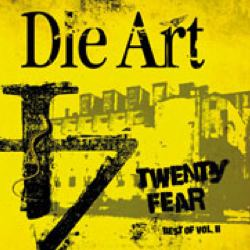 Die Art
TWENTY
FEAR
BEST OF VOL. II